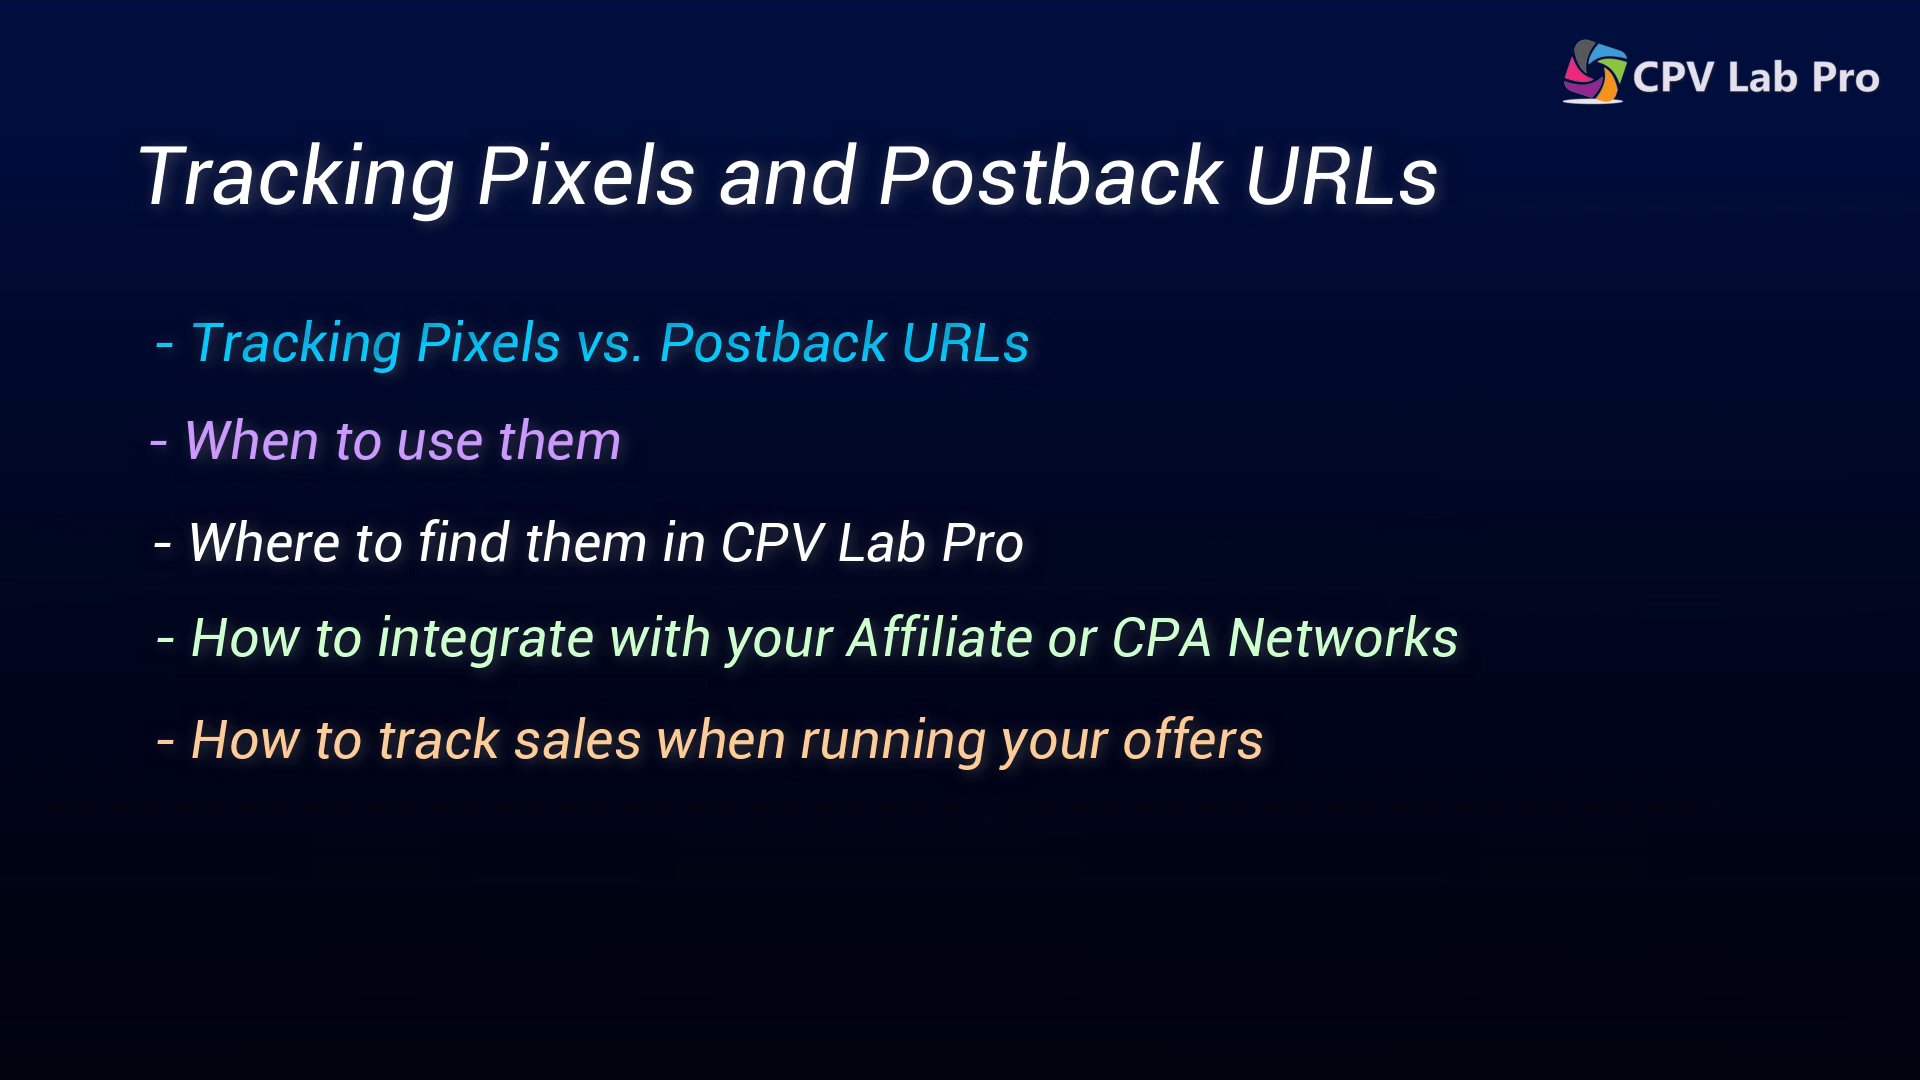 CPV Lab Pro
Tracking Pixels and Postback URLs
- Tracking Pixels vs. Postback URLs
- When to use them
- Where to find them in CPV Lab Pro
- How to integrate with your Affiliate or CPA Networks
- How to track sales when running your offers